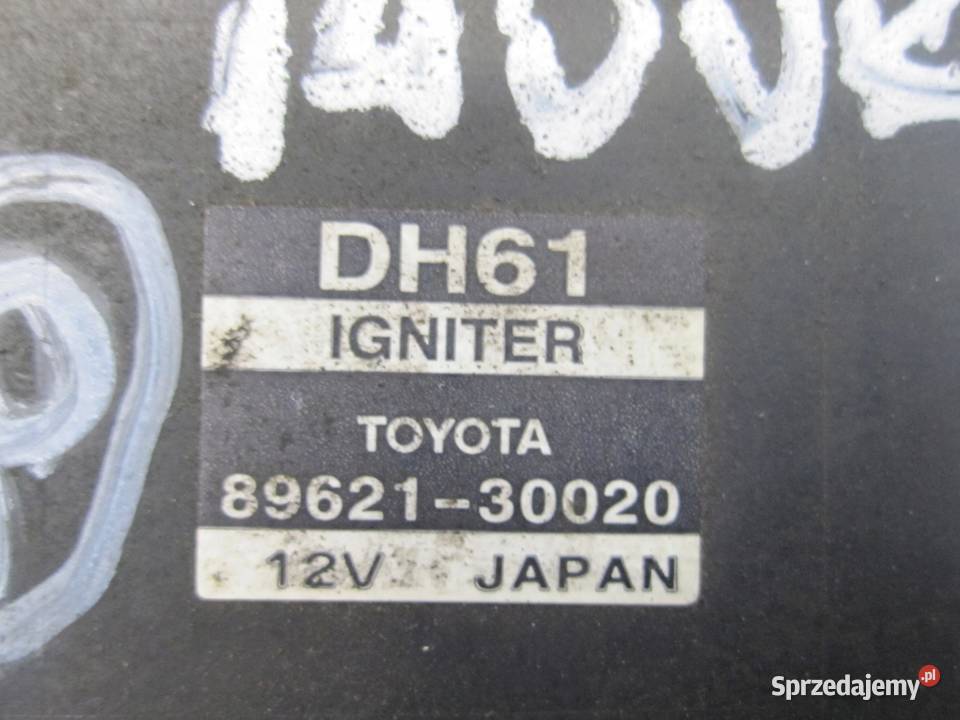 DH61
IGNITER
TOYOTA
89621-30020
12V JAPAN
Sprzedajemy.pl